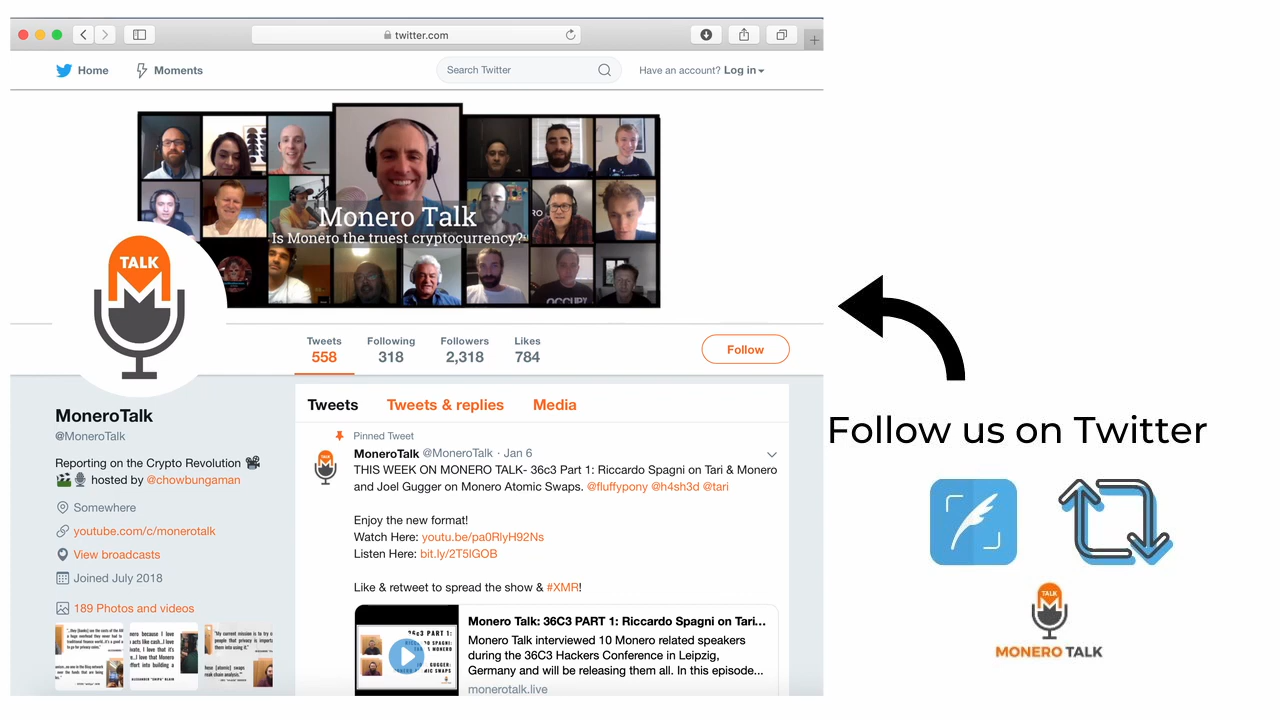 twitter.com
Home
Moments
Search Twitter
Have an account? Log in
Monero Talk
Is Monero the truest cryptocurrency?
OCCUPY
TALK
Tweets
558
Following
318
Followers
2,318
Likes
784
Follow
MoneroTalk
@MoneroTalk
Reporting on the Crypto Revolution
hosted by @chowbungaman
Somewhere
youtube.com/c/monerotalk
View broadcasts
Joined July 2018
189 Photos and videos
Tweets
Tweets & replies
Media
Pinned Tweet
MoneroTalk @MoneroTalk · Jan 6
THIS WEEK ON MONERO TALK- 36c3 Part 1: Riccardo Spagni on Tari & Monero
and Joel Gugger on Monero Atomic Swaps. @fluffypony @h4sh3d @tari
Enjoy the new format!
Watch Here: youtu.be/pa0RlyH92Ns
Listen Here: bit.ly/2T5lGOB
Like & retweet to spread the show & #XMR!
Monero Talk: 36C3 PART 1: Riccardo Spagni on Tari...
Monero Talk interviewed 10 Monero related speakers
during the 36C3 Hackers Conference in Leipzig,
Germany and will be releasing them all. In this episode...
monerotalk.live
Follow us on Twitter
TALK
MONERO TALK